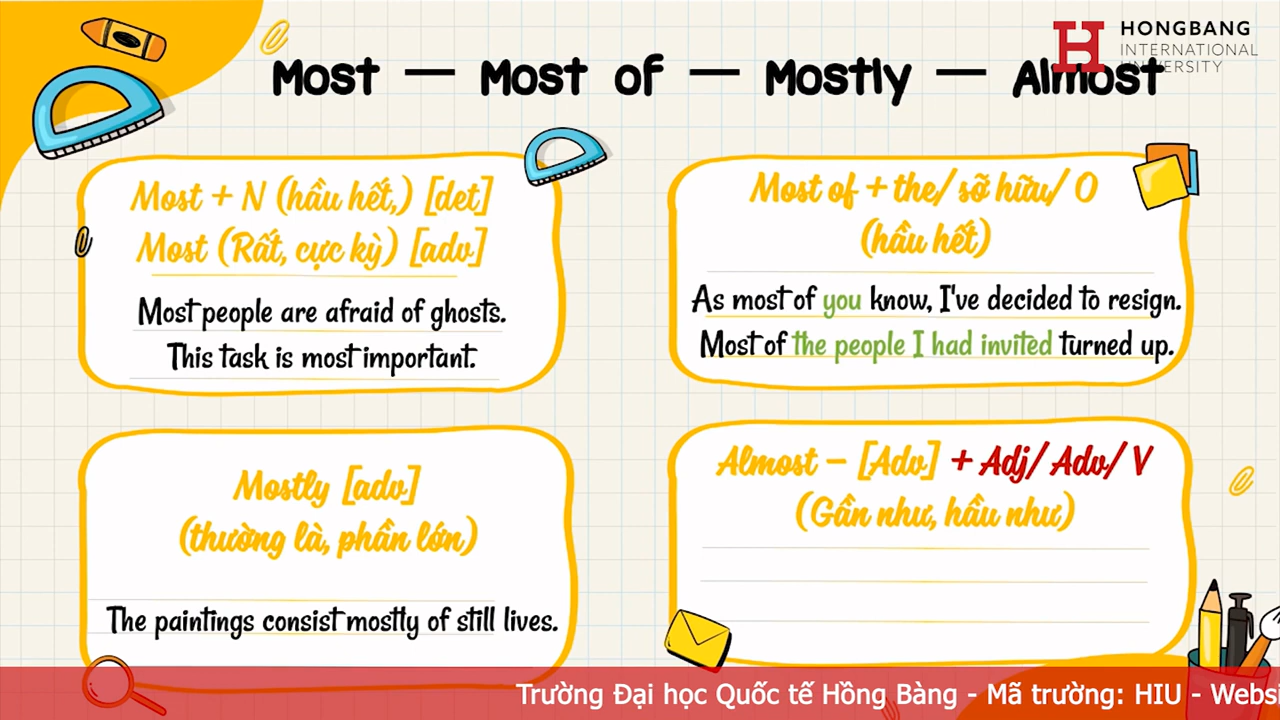 Most — Most of — Mostly — Almost
HONGBANG
INTERNATIONAL
UNIVERSITY
Most + N (hầu hết,) [det]
Most (Rất, cực kỳ) [adv]
Most people are afraid of ghosts.
This task is most important.
Most of + the/ sỡ hữu/ O
(hầu hết)
As most of you know, I've decided to resign.
Most of the people I had invited turned up.
Mostly [adv]
(thường là, phần lớn)
The paintings consist mostly of still lives.
Almost – [Adv] + Adj/ Adv/ V
(Gần như, hầu như)
Trường Đại học Quốc tế Hồng Bàng - Mã trường: HIU - Websi